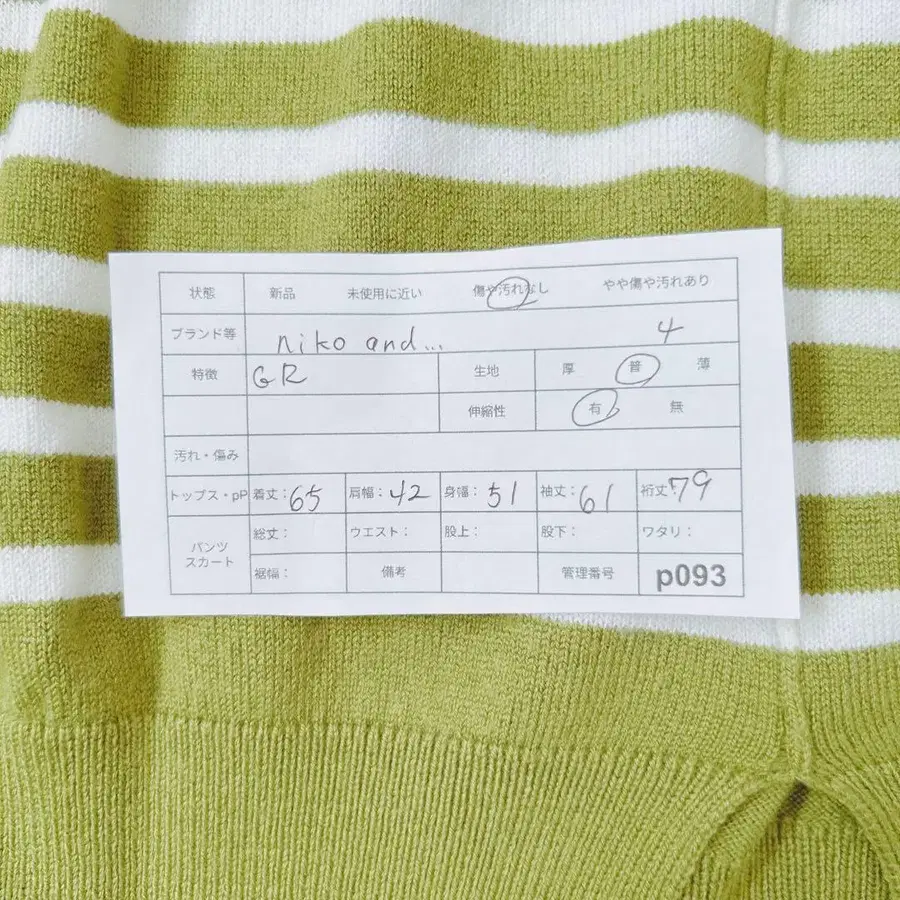 状態 新品 未使用に近い 傷や汚れなし やや傷や汚れあり
ブランド等 niko and... 4
特徴 GR 生地 厚 普 薄
伸縮性 有 無
汚れ・傷み
トップス・pP 着丈:65 肩幅:42 身幅:51 袖丈:61 裄丈:79
パンツ スカート 総丈: ウエスト: 股上: 股下: ワタリ:
裾幅: 備考 管理番号 p093